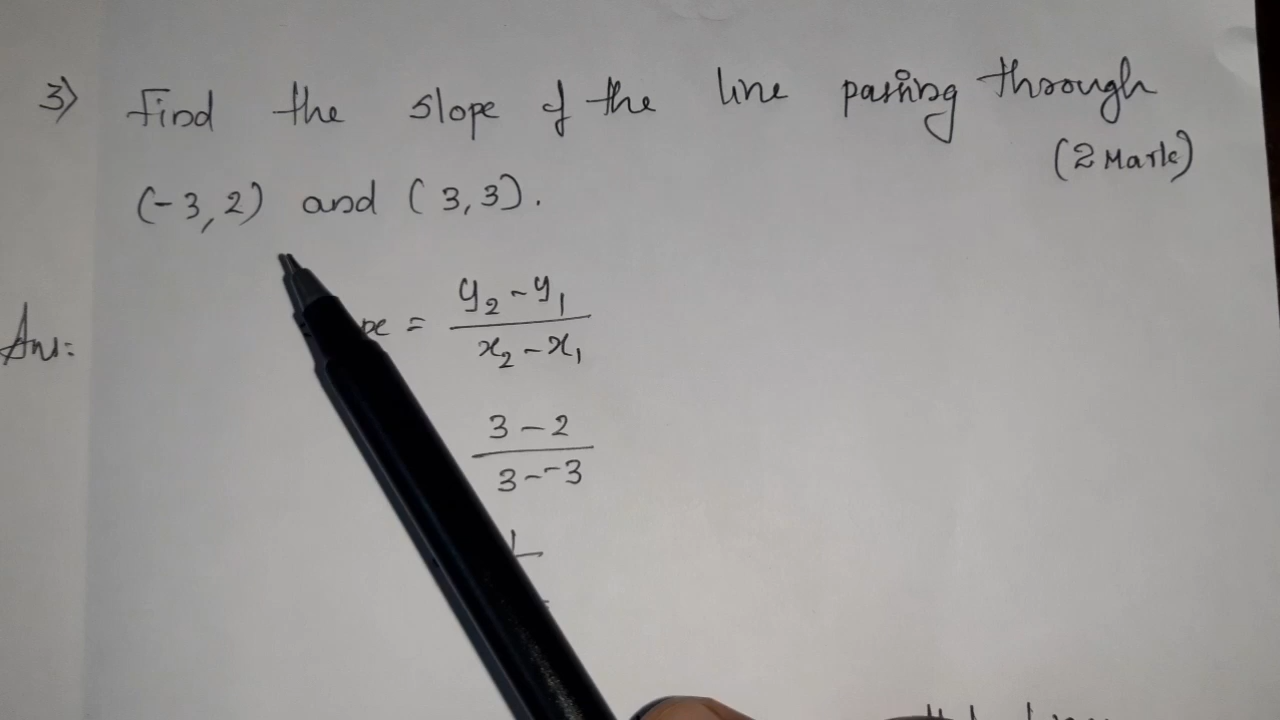 3) Find the slope of the line passing through
(2 Mark)
(-3, 2) and (3, 3).
Ans: = y₂ - y₁
x₂ - x₁
3 - 2
3 - -3
1